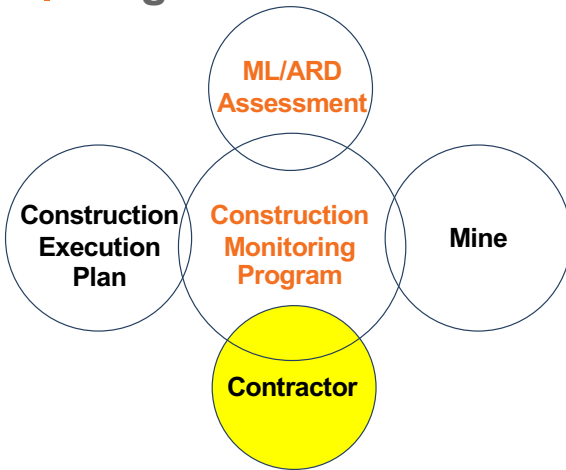 ML/ARD
Assessment
Construction
Execution
Plan
Construction
Monitoring
Program
Mine
Contractor